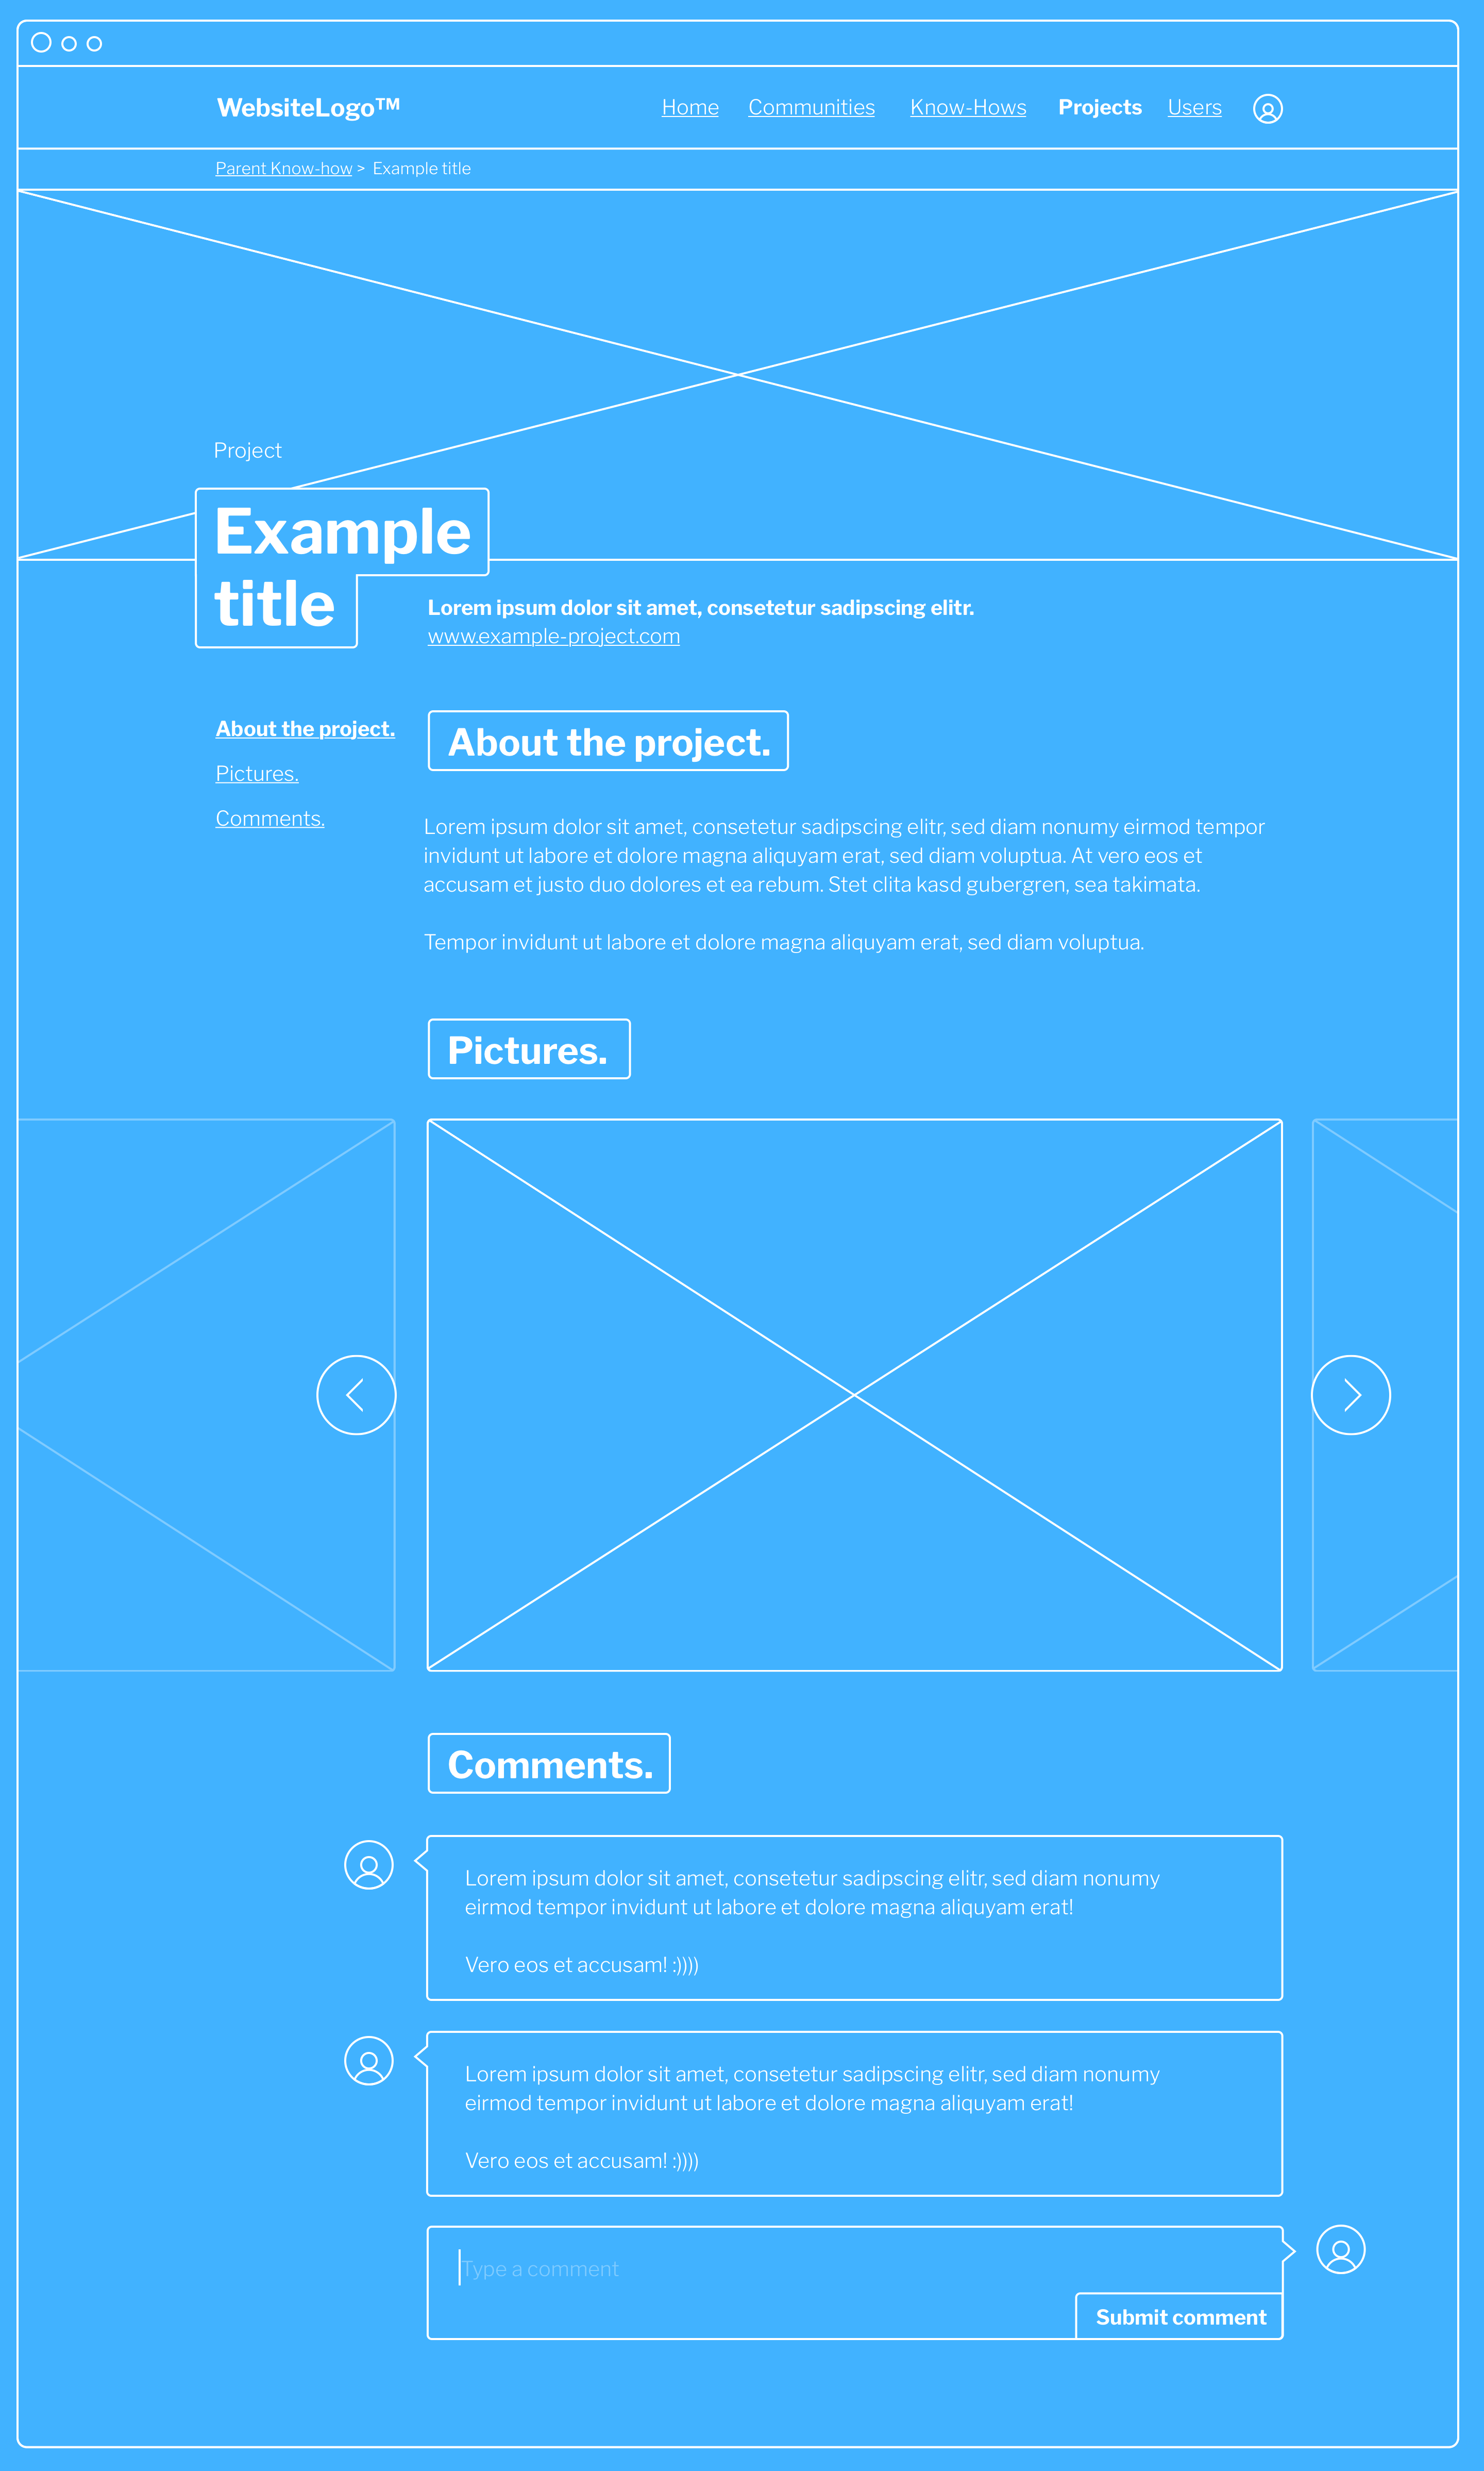 WebsiteLogo™ Home Communities Know-Hows Projects Users
Parent Know-how > Example title
Project
Example
title
Lorem ipsum dolor sit amet, consetetur sadipscing elitr.
www.example-project.com
About the project.
Pictures.
Comments.
About the project.
Lorem ipsum dolor sit amet, consetetur sadipscing elitr, sed diam nonumy eirmod tempor
invidunt ut labore et dolore magna aliquyam erat, sed diam voluptua. At vero eos et
accusam et justo duo dolores et ea rebum. Stet clita kasd gubergren, sea takimata.
Tempor invidunt ut labore et dolore magna aliquyam erat, sed diam voluptua.
Pictures.
Comments.
Lorem ipsum dolor sit amet, consetetur sadipscing elitr, sed diam nonumy
eirmod tempor invidunt ut labore et dolore magna aliquyam erat!
Vero eos et accusam! :))))
Lorem ipsum dolor sit amet, consetetur sadipscing elitr, sed diam nonumy
eirmod tempor invidunt ut labore et dolore magna aliquyam erat!
Vero eos et accusam! :))))
Type a comment
Submit comment